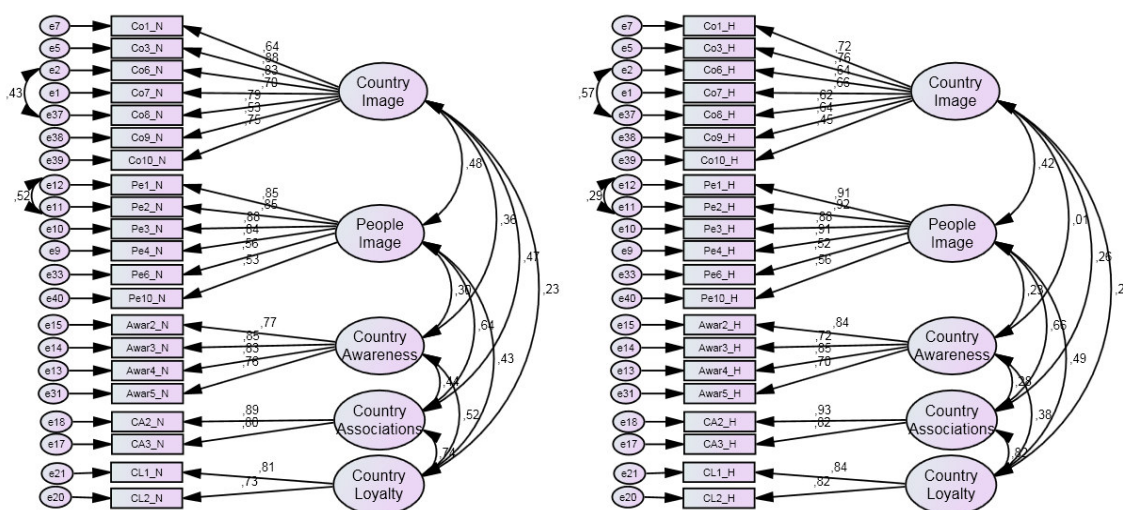 e7 Co1_N
e5 Co3_N
e2 Co6_N
e1 Co7_N
e37 Co8_N
e38 Co9_N
e39 Co10_N
,43
,64
,88
,83
,70
,79
,53
,75
Country
Image
e12 Pe1_N
e11 Pe2_N
e10 Pe3_N
e9 Pe4_N
e33 Pe6_N
e40 Pe10_N
,52
,85
,85
,88
,84
,56
,53
People
Image
e15 Awar2_N
e14 Awar3_N
e13 Awar4_N
e31 Awar5_N
,77
,85
,83
,76
Country
Awareness
e18 CA2_N
e17 CA3_N
,89
,80
Country
Associations
e21 CL1_N
e20 CL2_N
,81
,73
Country
Loyalty
,48
,36
,47
,23
,30
,64
,43
,44
,52
,74
e7 Co1_H
e5 Co3_H
e2 Co6_H
e1 Co7_H
e37 Co8_H
e38 Co9_H
e39 Co10_H
,57
,72
,76
,64
,66
,62
,64
,45
Country
Image
e12 Pe1_H
e11 Pe2_H
e10 Pe3_H
e9 Pe4_H
e33 Pe6_H
e40 Pe10_H
,29
,91
,92
,88
,81
,52
,56
People
Image
e15 Awar2_H
e14 Awar3_H
e13 Awar4_H
e31 Awar5_H
,84
,72
,85
,70
Country
Awareness
e18 CA2_H
e17 CA3_H
,93
,82
Country
Associations
e21 CL1_H
e20 CL2_H
,84
,82
Country
Loyalty
,42
,01
,26
,23
,66
,49
,28
,38
,82